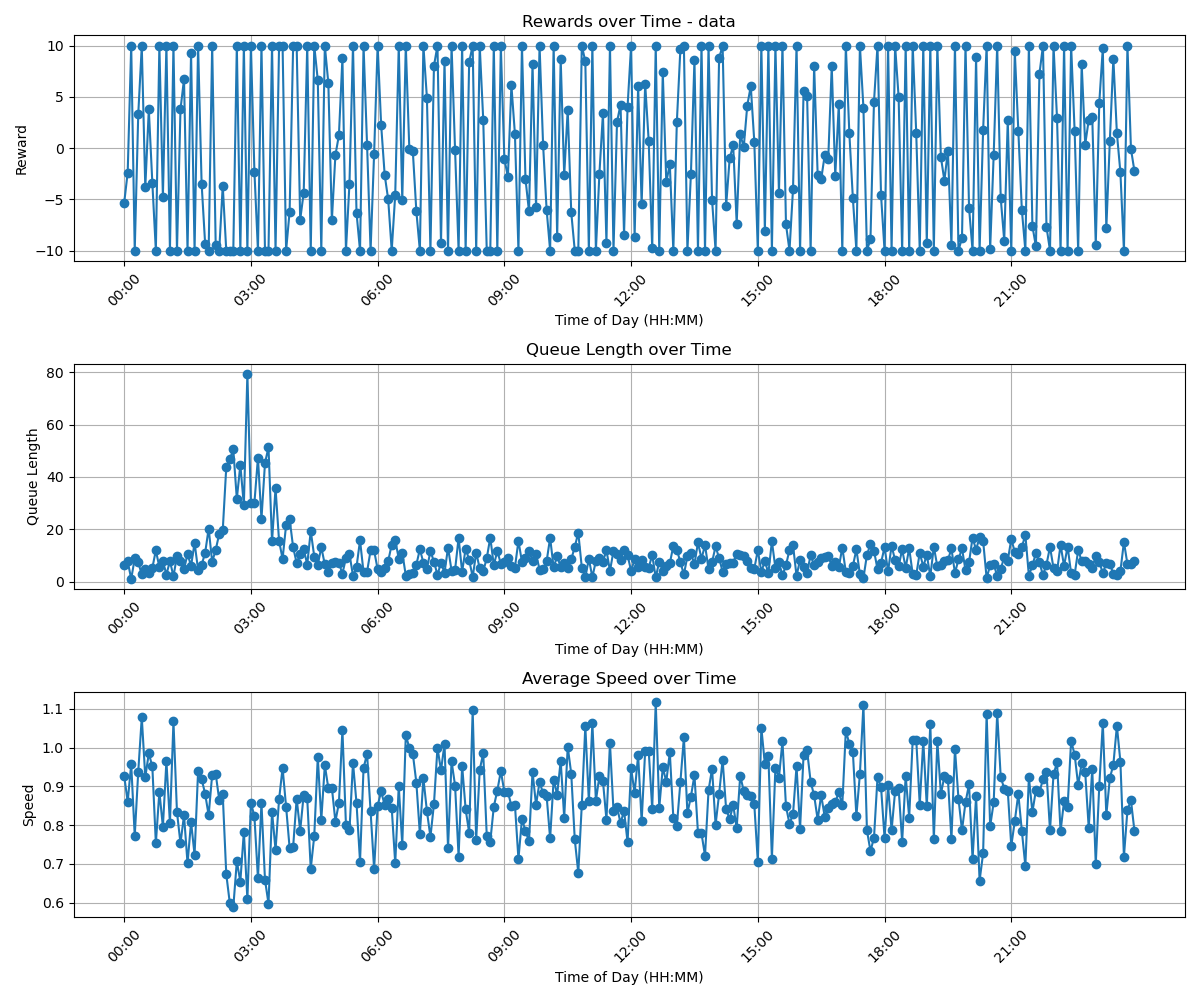 Rewards over Time - data
Reward
10
5
0
−5
−10
00:00 03:00 06:00 09:00 12:00 15:00 18:00 21:00
Time of Day (HH:MM)
Queue Length over Time
Queue Length
80
60
40
20
0
00:00 03:00 06:00 09:00 12:00 15:00 18:00 21:00
Time of Day (HH:MM)
Average Speed over Time
Speed
1.1
1.0
0.9
0.8
0.7
0.6
00:00 03:00 06:00 09:00 12:00 15:00 18:00 21:00
Time of Day (HH:MM)